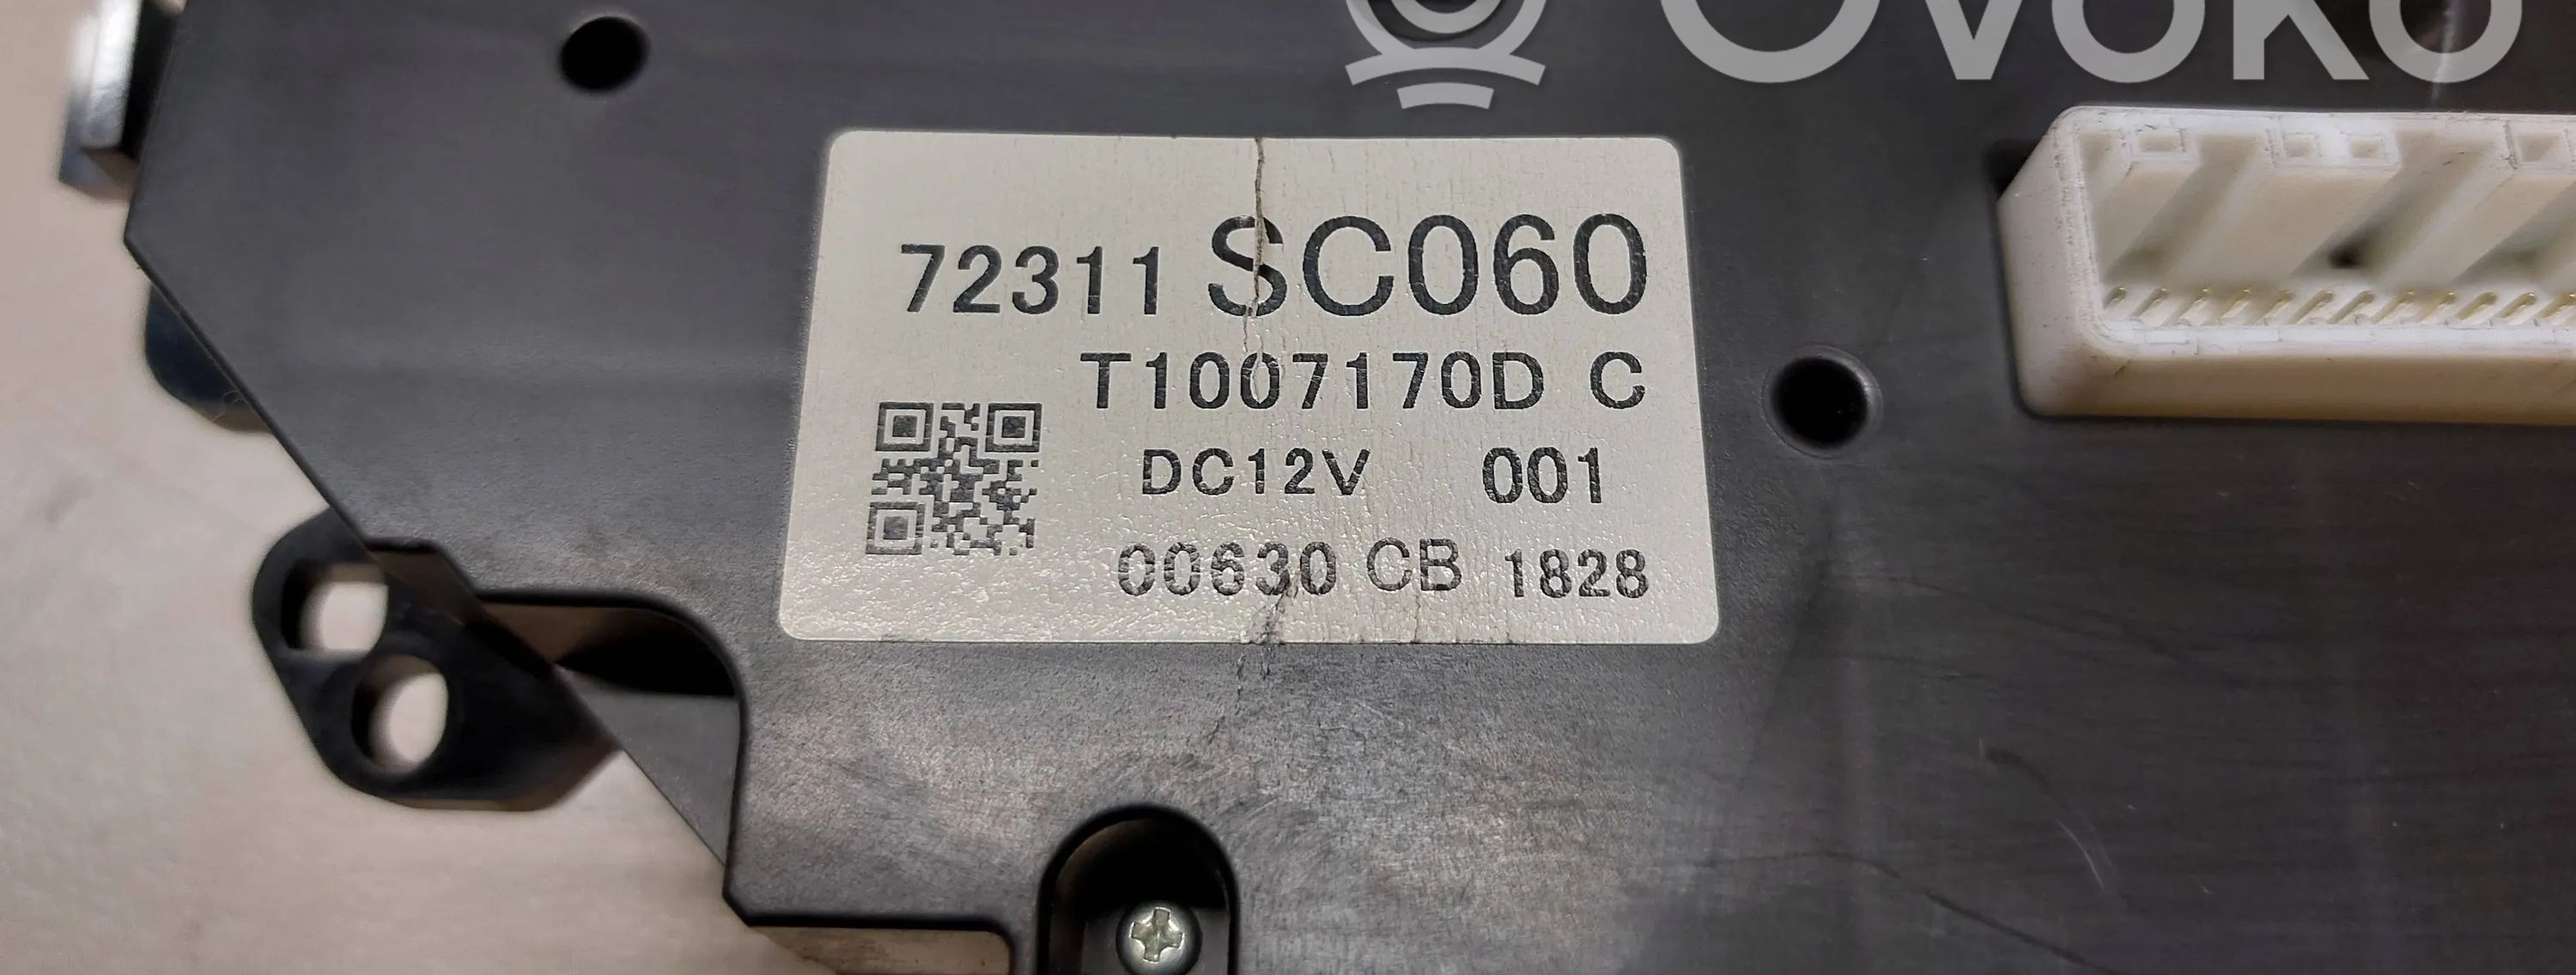 OVOKO
72311 SC060
T1007170D C
DC12V 001
00630 CB 1828